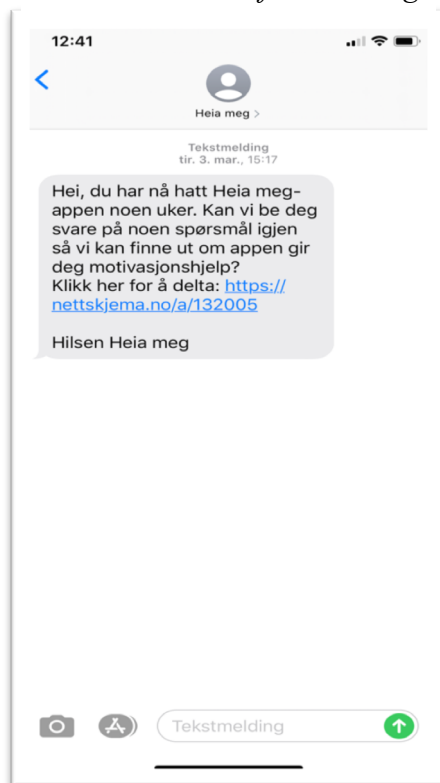 12:41
Heia meg >
Tekstmelding
tir. 3. mar., 15:17
Hei, du har nå hatt Heia meg-
appen noen uker. Kan vi be deg
svare på noen spørsmål igjen
så vi kan finne ut om appen gir
deg motivasjonshjelp?
Klikk her for å delta: https://
nettskjema.no/a/132005
Hilsen Heia meg
Tekstmelding